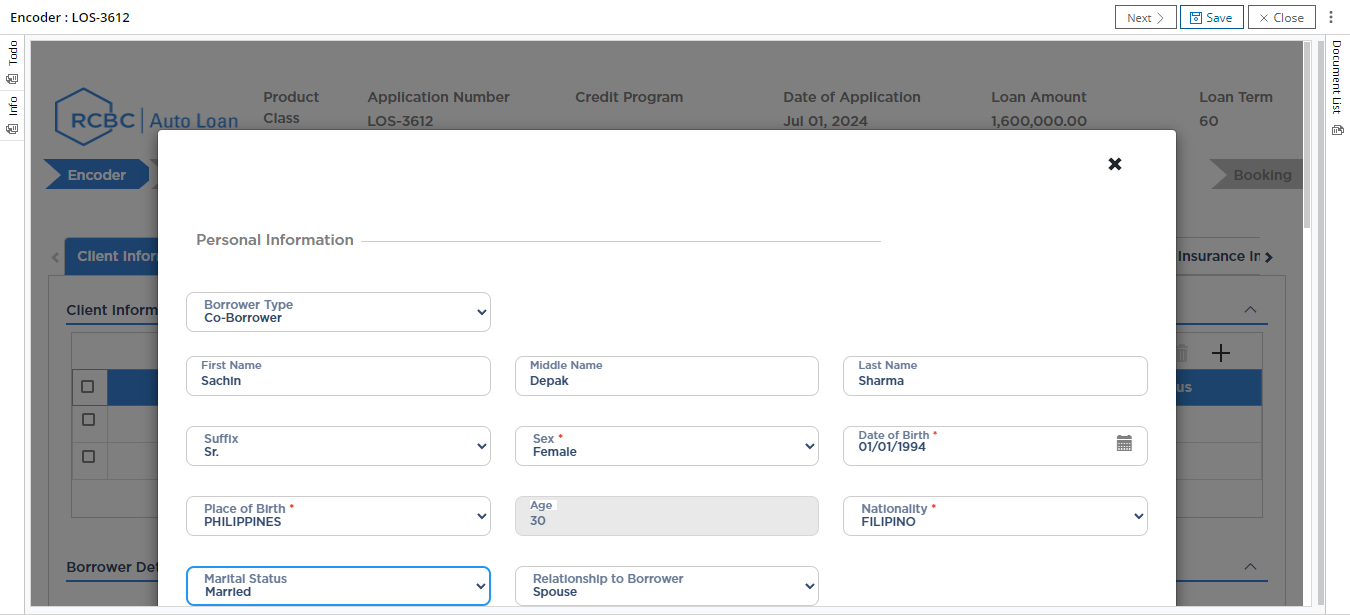 Encoder : LOS-3612
Next
Save
Close
Todo
Info
Document List
RCBC Auto Loan
Product Class
Application Number
LOS-3612
Credit Program
Date of Application
Jul 01, 2024
Loan Amount
1,600,000.00
Loan Term
60
Encoder
Booking
Client Infor
Insurance In
Client Inform
us
Borrower Det
Personal Information
Borrower Type
Co-Borrower
First Name
Sachin
Middle Name
Depak
Last Name
Sharma
Suffix
Sr.
Sex *
Female
Date of Birth *
01/01/1994
Place of Birth *
PHILIPPINES
Age
30
Nationality *
FILIPINO
Marital Status
Married
Relationship to Borrower
Spouse